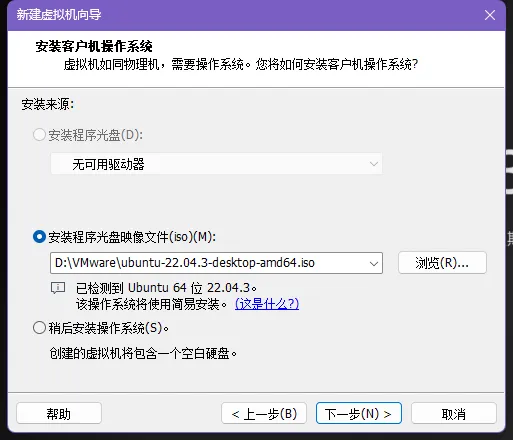 新建虚拟机向导
安装客户机操作系统
虚拟机如同物理机，需要操作系统。您将如何安装客户机操作系统?
安装来源:
安装程序光盘(D):
无可用驱动器
安装程序光盘映像文件(iso)(M):
D:\VMware\ubuntu-22.04.3-desktop-amd64.iso
浏览(R)...
已检测到 Ubuntu 64 位 22.04.3。
该操作系统将使用简易安装。(这是什么?)
稍后安装操作系统(S)。
创建的虚拟机将包含一个空白硬盘。
帮助
< 上一步(B)
下一步(N) >
取消